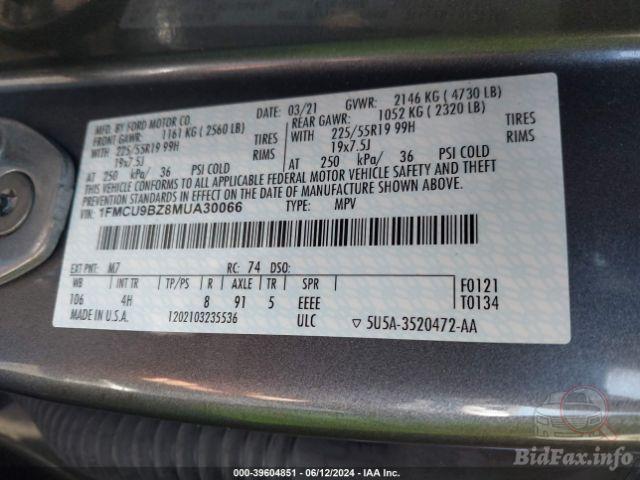 MFD. BY FORD MOTOR CO.
DATE: 03/21 GVWR: 2146 KG ( 4730 LB)
FRONT GAWR: 1161 KG ( 2560 LB) REAR GAWR: 1052 KG ( 2320 LB)
WITH 225/55R19 99H TIRES WITH 225/55R19 99H TIRES
19x7.5J RIMS 19x7.5J RIMS
AT 250 kPa/ 36 PSI COLD AT 250 kPa/ 36 PSI COLD
THIS VEHICLE CONFORMS TO ALL APPLICABLE FEDERAL MOTOR VEHICLE SAFETY AND THEFT
PREVENTION STANDARDS IN EFFECT ON THE DATE OF MANUFACTURE SHOWN ABOVE.
VIN: 1FMCU9BZ8MUA30066 TYPE: MPV
EXT PNT: M7 RC: 74 DSO:
WB INT TR TP/PS R AXLE TR SPR F0121
106 4H 8 91 5 EEEE T0134
MADE IN U.S.A. 1202103235536 ULC ▽5U5A-3520472-AA
BidFax.info
000-39604851 - 06/12/2024 - IAA Inc.